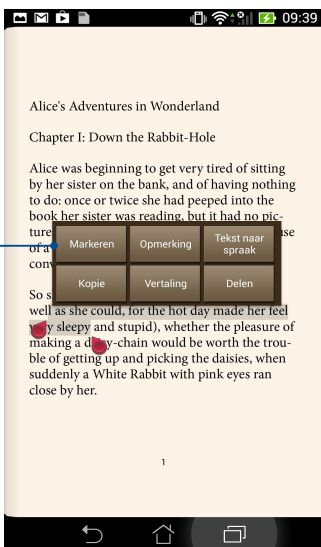 09:39
Alice's Adventures in Wonderland
Chapter I: Down the Rabbit-Hole
Alice was beginning to get very tired of sitting
by her sister on the bank, and of having nothing
to do: once or twice she had peeped into the
book her sister was reading, but it had no pic-
Markeren
Opmerking
Tekst naar
spraak
Kopie
Vertaling
Delen
well as she could, for the hot day made her feel
very sleepy and stupid), whether the pleasure of
making a daisy-chain would be worth the trou-
ble of getting up and picking the daisies, when
suddenly a White Rabbit with pink eyes ran
close by her.
1